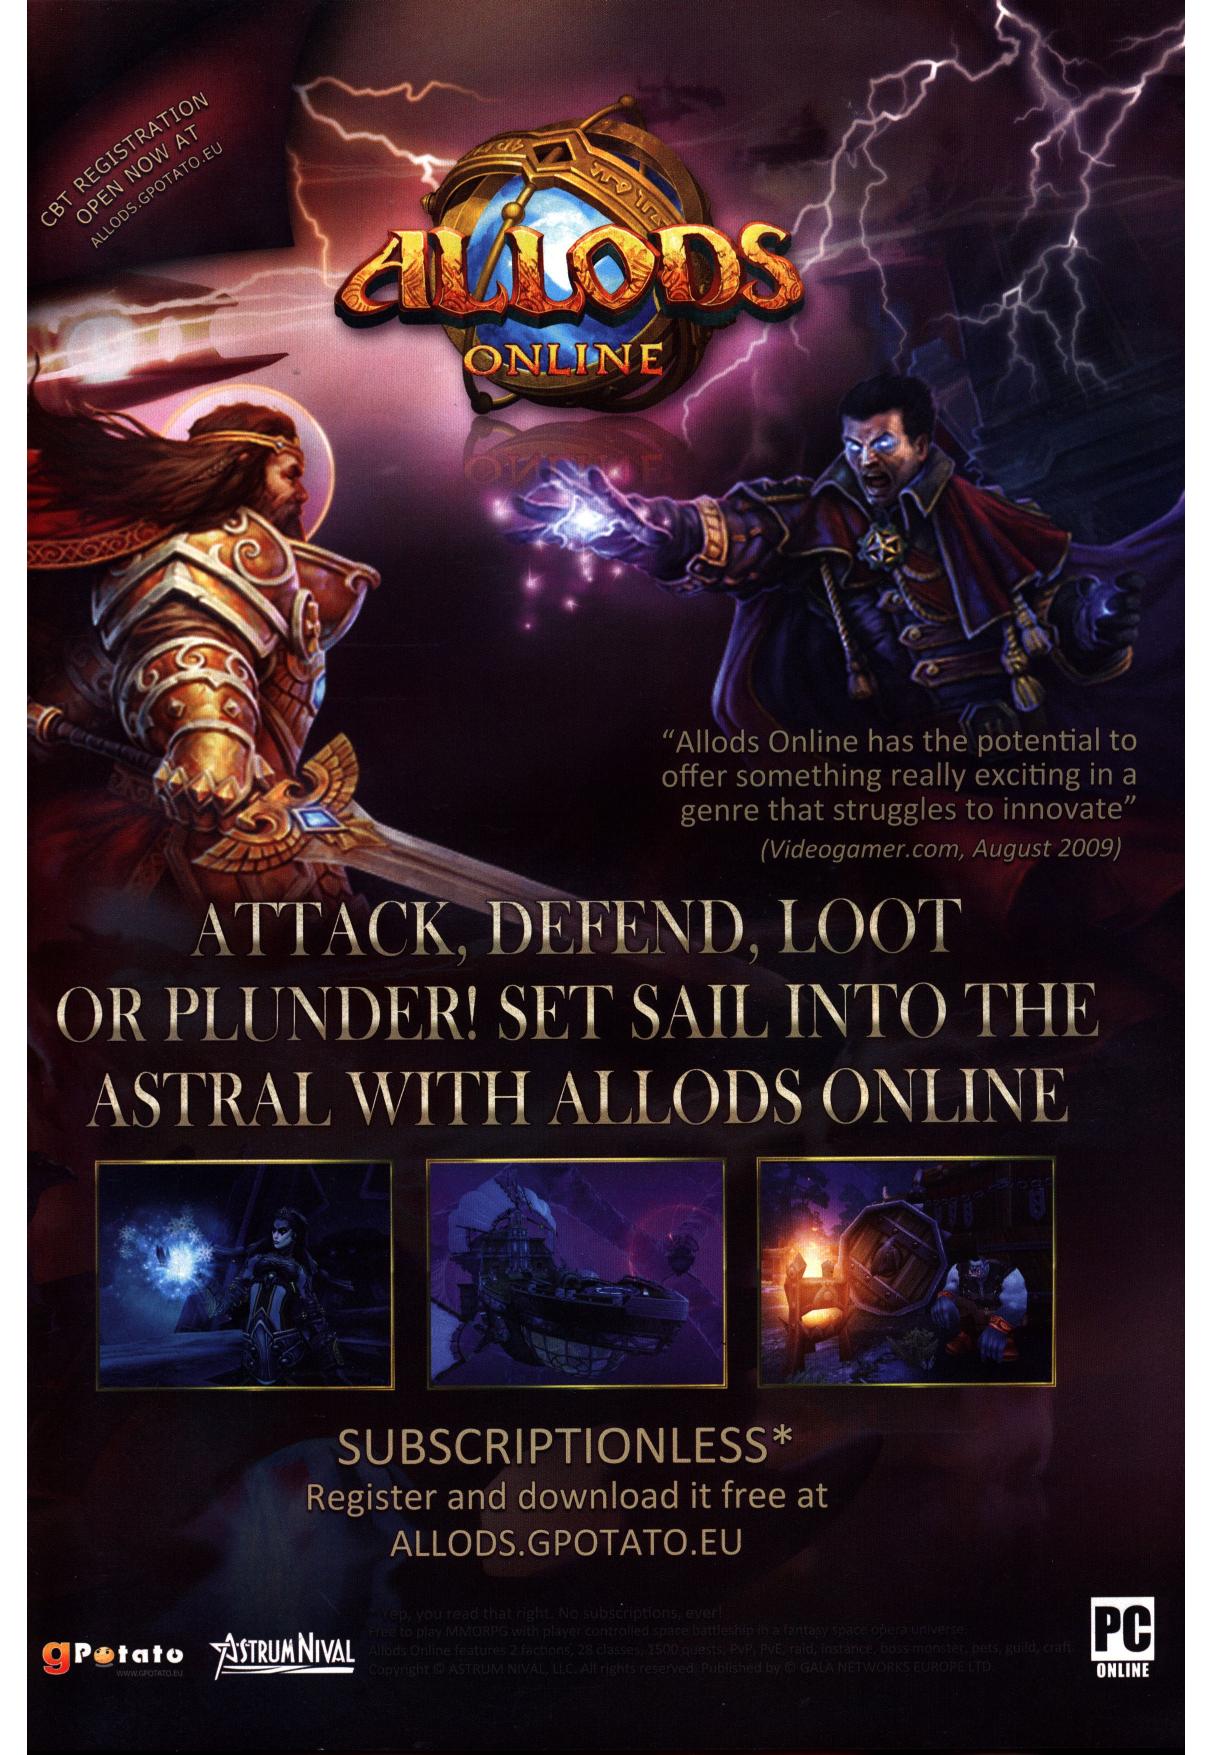 CBT REGISTRATION
OPEN NOW AT
ALLODS.GPOTATO.EU
ALLODS
ONLINE
“Allods Online has the potential to
offer something really exciting in a
genre that struggles to innovate”
(Videogamer.com, August 2009)
ATTACK, DEFEND, LOOT
OR PLUNDER! SET SAIL INTO THE
ASTRAL WITH ALLODS ONLINE
SUBSCRIPTIONLESS*
Register and download it free at
ALLODS.GPOTATO.EU
*Yep, you read that right. No subscriptions, ever!
Free to play MMORPG with player controlled space battleship in a fantasy space opera universe.
Allods Online features 2 factions, 28 classes, 1500 quests, PvP, PvE, raid, instance, boss monster, pets, guild, craft.
Copyright © ASTRUM NIVAL, LLC. All rights reserved. Published by © GALA NETWORKS EUROPE LTD.
gPotato
WWW.GPOTATO.EU
ASTRUM NIVAL
PC
ONLINE